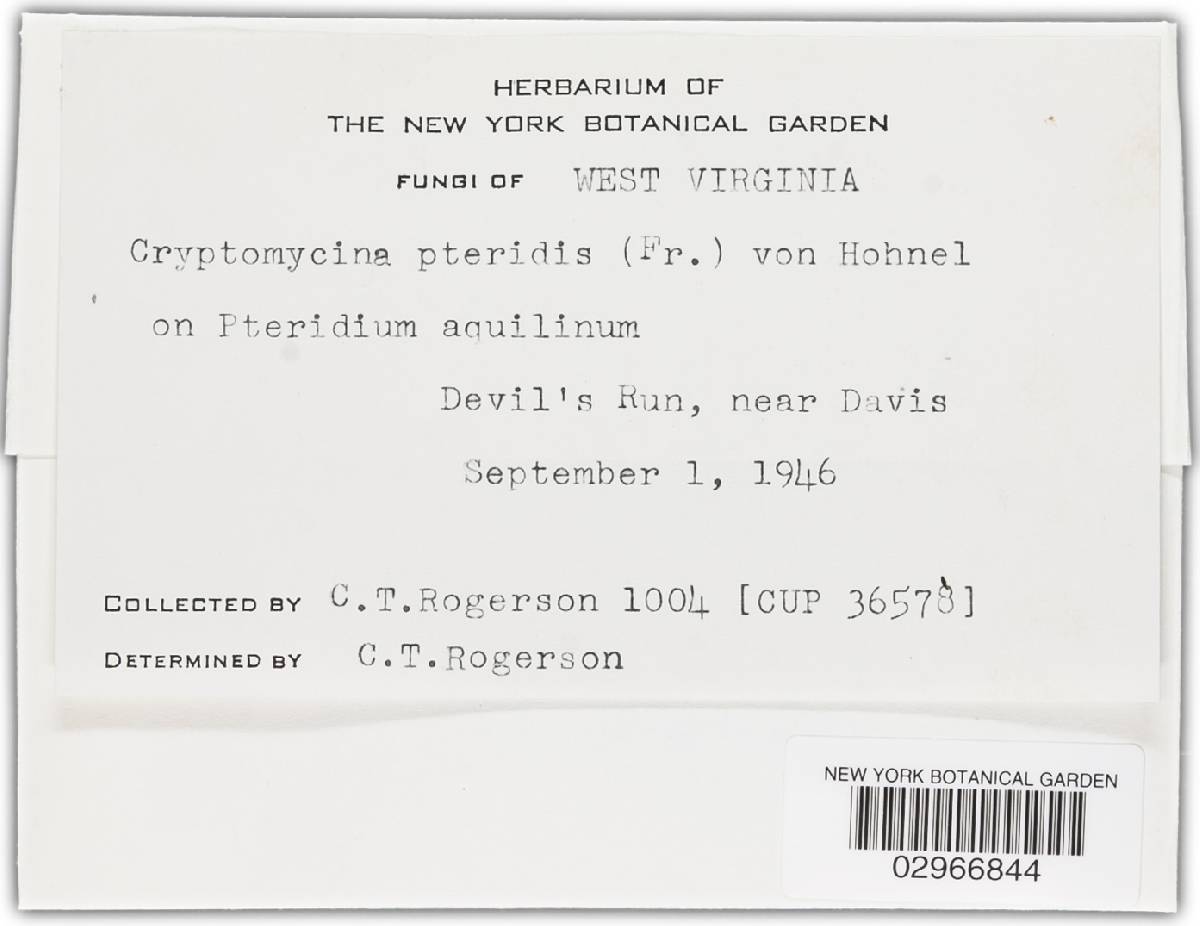 HERBARIUM OF
THE NEW YORK BOTANICAL GARDEN
FUNGI OF WEST VIRGINIA
Cryptomycina pteridis (Fr.) von Hohnel
on Pteridium aquilinum
Devil's Run, near Davis
September 1, 1946
COLLECTED BY C.T.Rogerson 1004 [CUP 36578]
DETERMINED BY C.T.Rogerson
NEW YORK BOTANICAL GARDEN
02966844